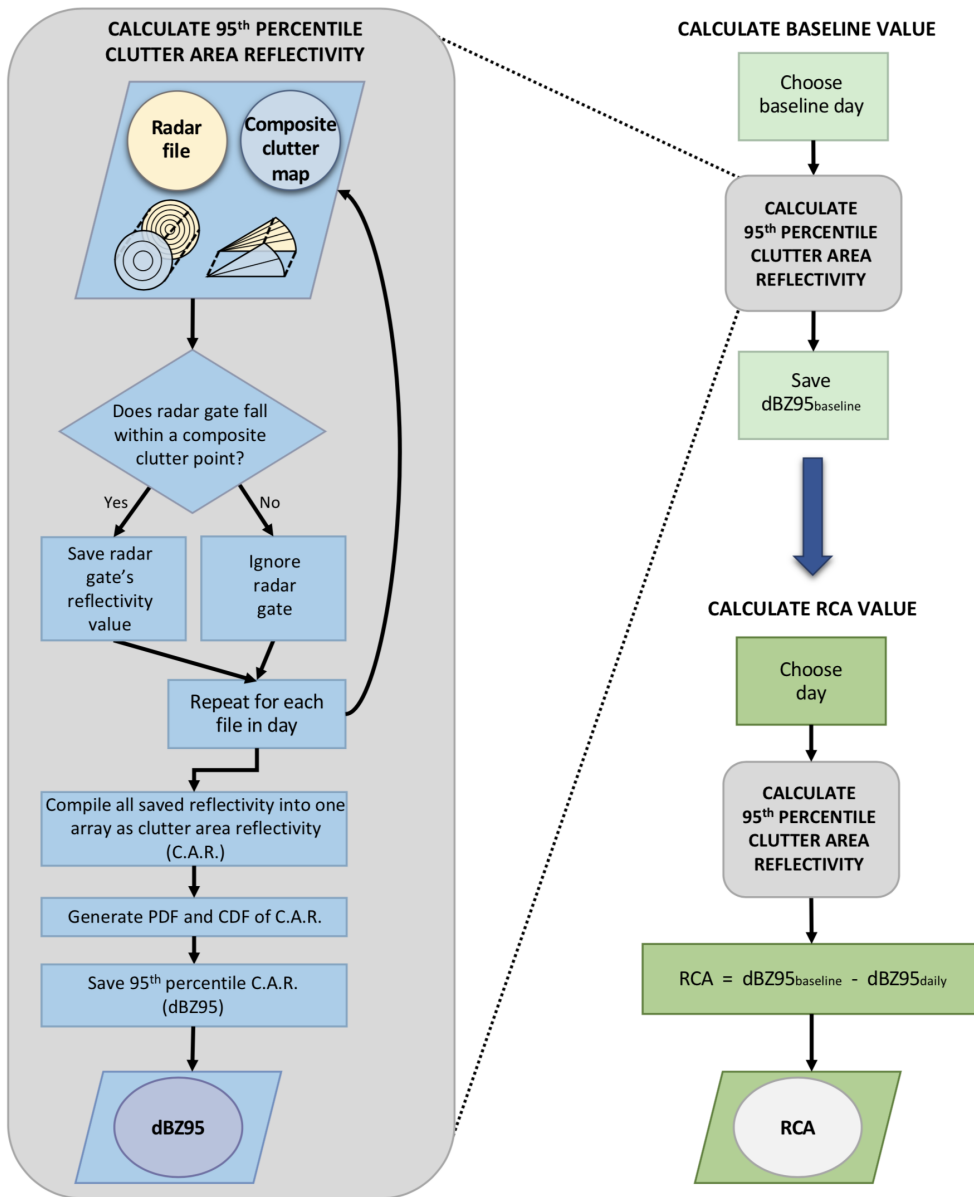 CALCULATE 95th PERCENTILE
CLUTTER AREA REFLECTIVITY
Radar
file
Composite
clutter
map
Does radar gate fall
within a composite
clutter point?
Yes
No
Save radar
gate's
reflectivity
value
Ignore
radar
gate
Repeat for each
file in day
Compile all saved reflectivity into one
array as clutter area reflectivity
(C.A.R.)
Generate PDF and CDF of C.A.R.
Save 95th percentile C.A.R.
(dBZ95)
dBZ95
CALCULATE BASELINE VALUE
Choose
baseline day
CALCULATE
95th PERCENTILE
CLUTTER AREA
REFLECTIVITY
Save
dBZ95baseline
CALCULATE RCA VALUE
Choose
day
CALCULATE
95th PERCENTILE
CLUTTER AREA
REFLECTIVITY
RCA = dBZ95baseline - dBZ95daily
RCA